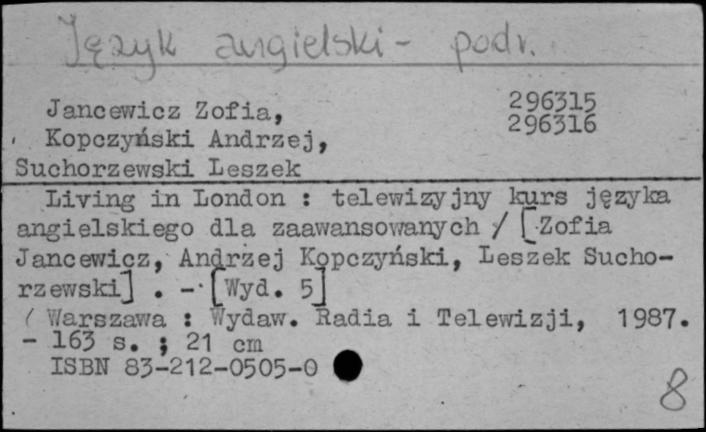 Język angielski - podr.
Jancewicz Zofia, 296315
Kopczyński Andrzej, 296316
Suchorzewski Leszek
Living in London : telewizyjny kurs języka
angielskiego dla zaawansowanych / [Zofia
Jancewicz, Andrzej Kopczyński, Leszek Sucho-
rzewski] . - [Wyd. 5]
/ Warszawa : Wydaw. Radia i Telewizji, 1987.
- 163 s. ; 21 cm
ISBN 83-212-0505-0
8